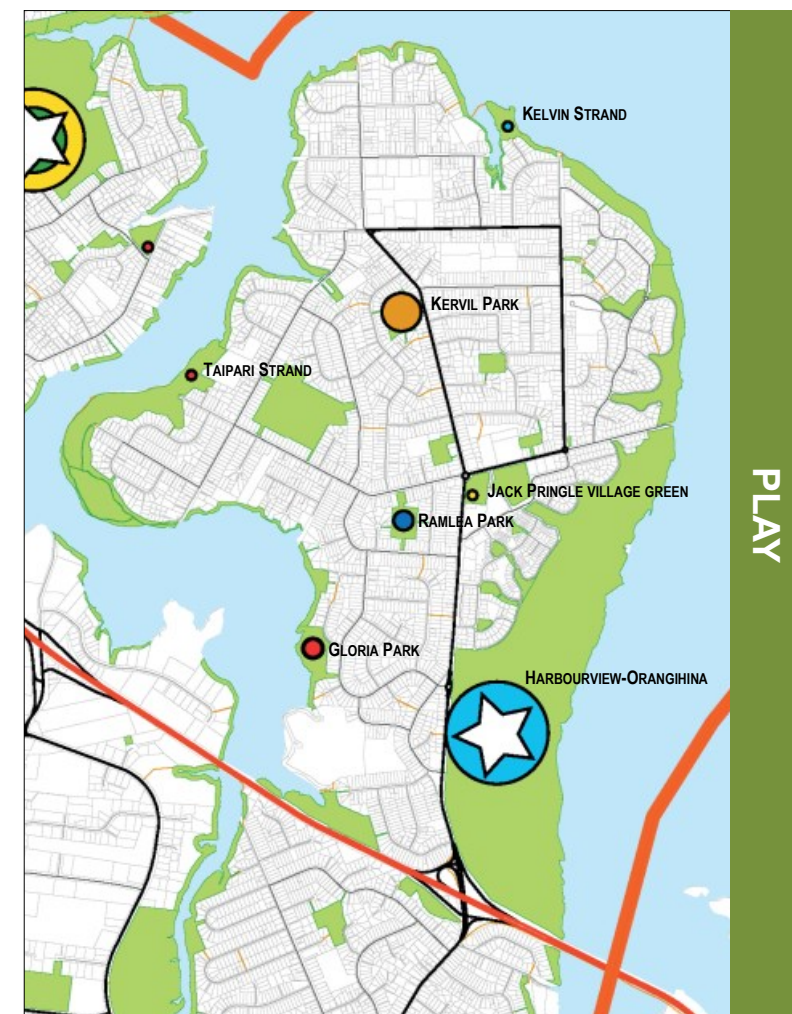 KELVIN STRAND
KERVIL PARK
TAIPARI STRAND
JACK PRINGLE VILLAGE GREEN
RAMLEA PARK
GLORIA PARK
HARBOURVIEW-ORANGIHINA
PLAY